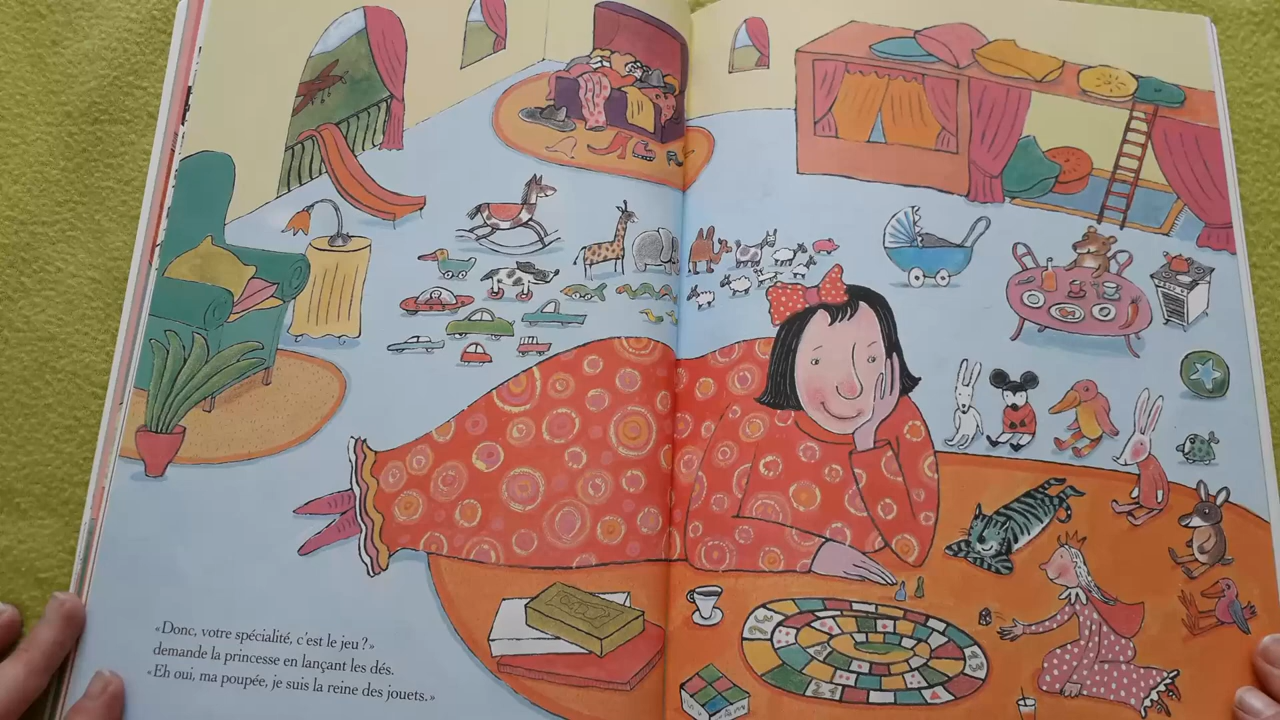 «Donc, votre spécialité, c'est le jeu?»
demande la princesse en lançant les dés.
«Eh oui, ma poupée, je suis la reine des jouets.»